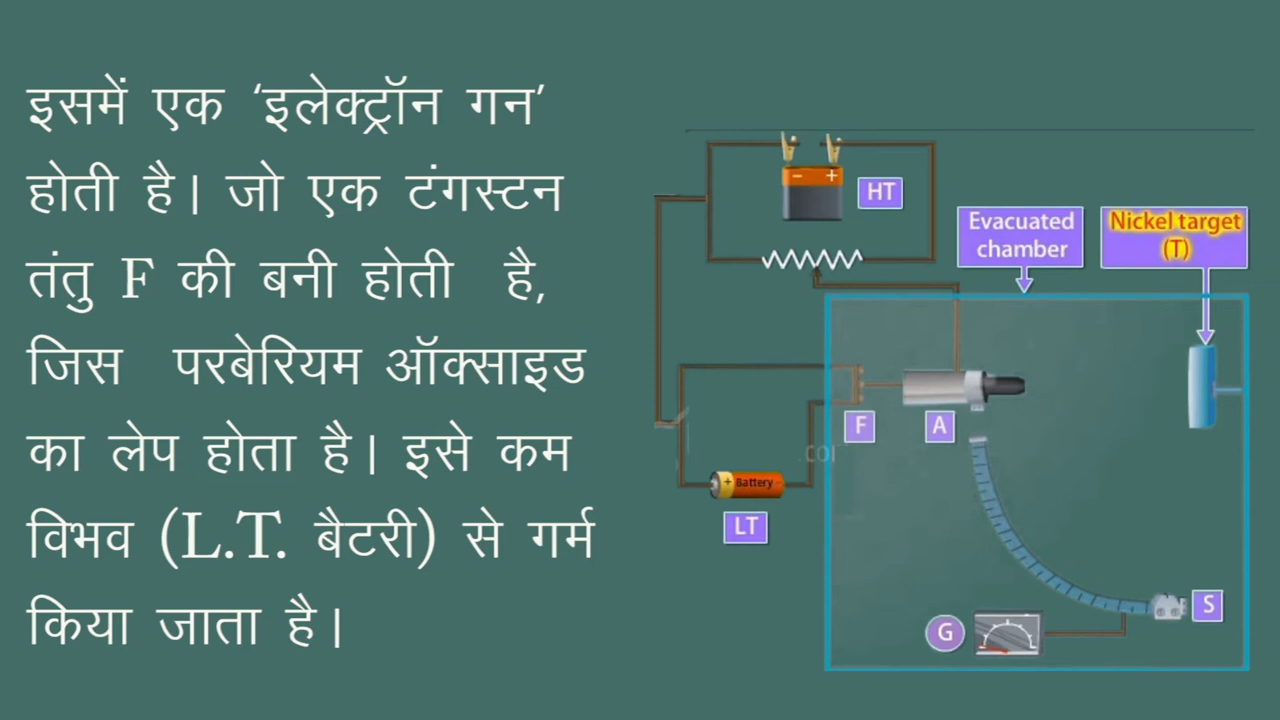 इसमें एक ‘इलेक्ट्रॉन गन’
होती है। जो एक टंगस्टन
तंतु F की बनी होती है,
जिस परबेरियम ऑक्साइड
का लेप होता है। इसे कम
विभव (L.T. बैटरी) से गर्म
किया जाता है।
− +
HT
Evacuated
chamber
Nickel target
(T)
F
A
+ Battery
LT
S
G